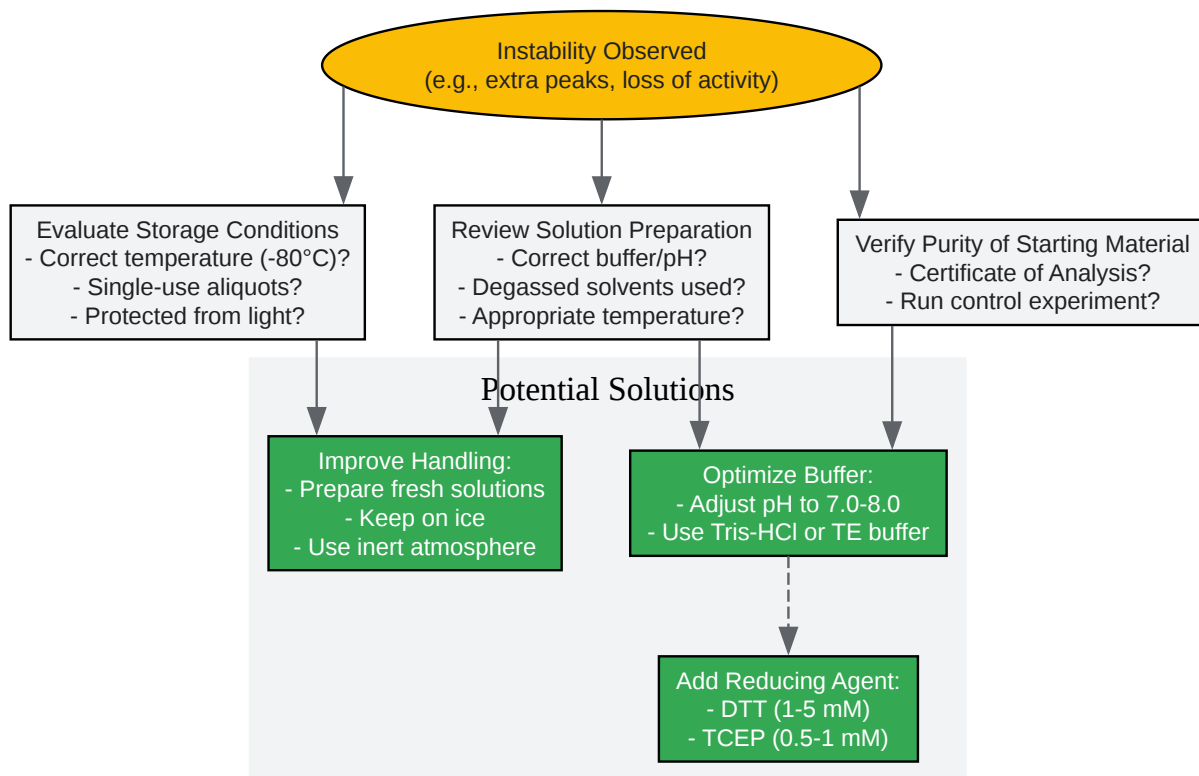 Instability Observed
(e.g., extra peaks, loss of activity)
Evaluate Storage Conditions
- Correct temperature (-80°C)?
- Single-use aliquots?
- Protected from light?
Review Solution Preparation
- Correct buffer/pH?
- Degassed solvents used?
- Appropriate temperature?
Verify Purity of Starting Material
- Certificate of Analysis?
- Run control experiment?
Potential Solutions
Improve Handling:
- Prepare fresh solutions
- Keep on ice
- Use inert atmosphere
Optimize Buffer:
- Adjust pH to 7.0-8.0
- Use Tris-HCl or TE buffer
Add Reducing Agent:
- DTT (1-5 mM)
- TCEP (0.5-1 mM)